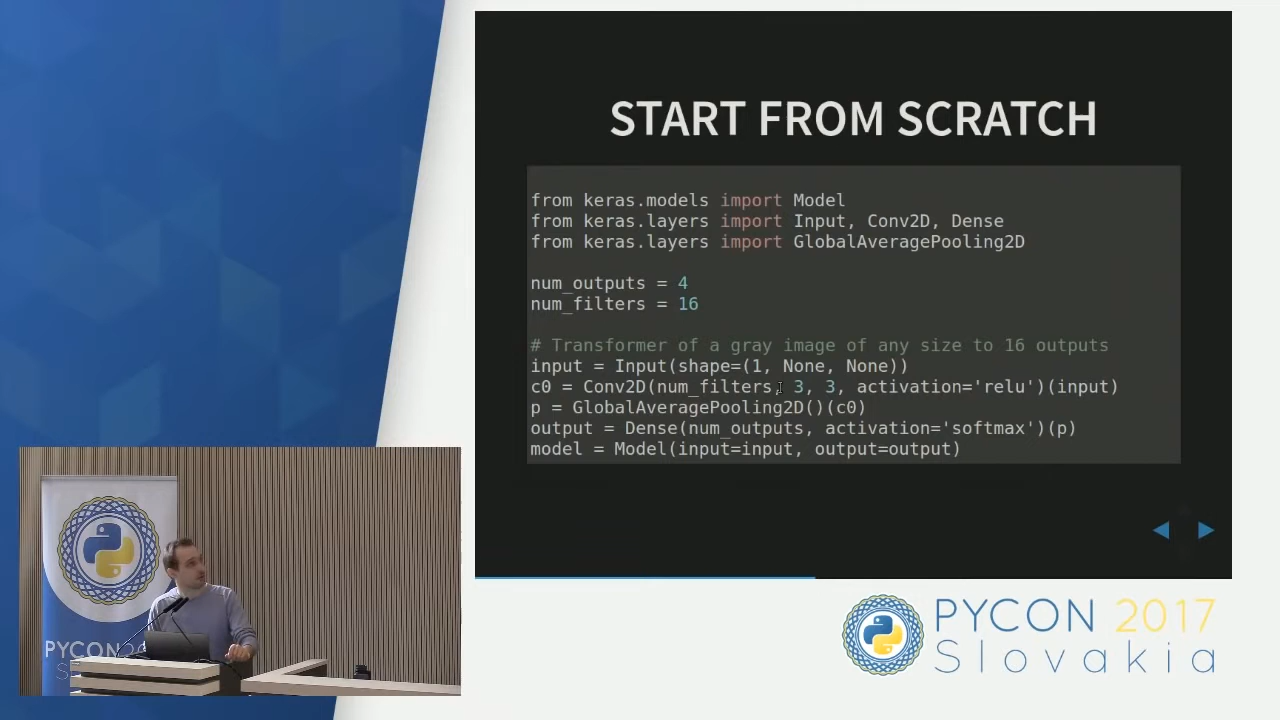 START FROM SCRATCH
from keras.models import Model
from keras.layers import Input, Conv2D, Dense
from keras.layers import GlobalAveragePooling2D
num_outputs = 4
num_filters = 16
# Transformer of a gray image of any size to 16 outputs
input = Input(shape=(1, None, None))
c0 = Conv2D(num_filters, 3, 3, activation='relu')(input)
p = GlobalAveragePooling2D()(c0)
output = Dense(num_outputs, activation='softmax')(p)
model = Model(input=input, output=output)
PYCON 2017
Slovakia
PYCON